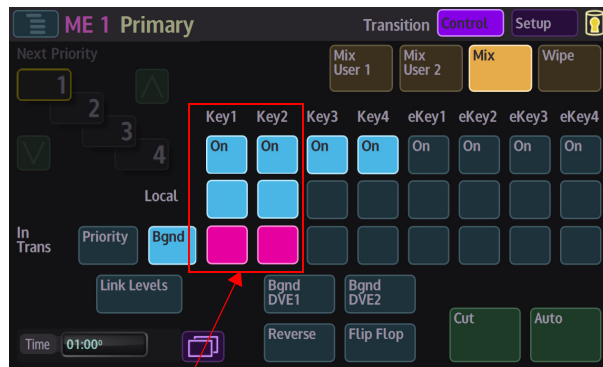 ME 1 Primary Transition Control Setup
Next Priority
1
2
3
4
Mix User 1
Mix User 2
Mix
Wipe
Key1 Key2 Key3 Key4 eKey1 eKey2 eKey3 eKey4
On On On On On On On On
Local
In Trans
Priority
Bgnd
Link Levels
Bgnd DVE1
Bgnd DVE2
Cut
Auto
Time 01:00⁰
Reverse
Flip Flop